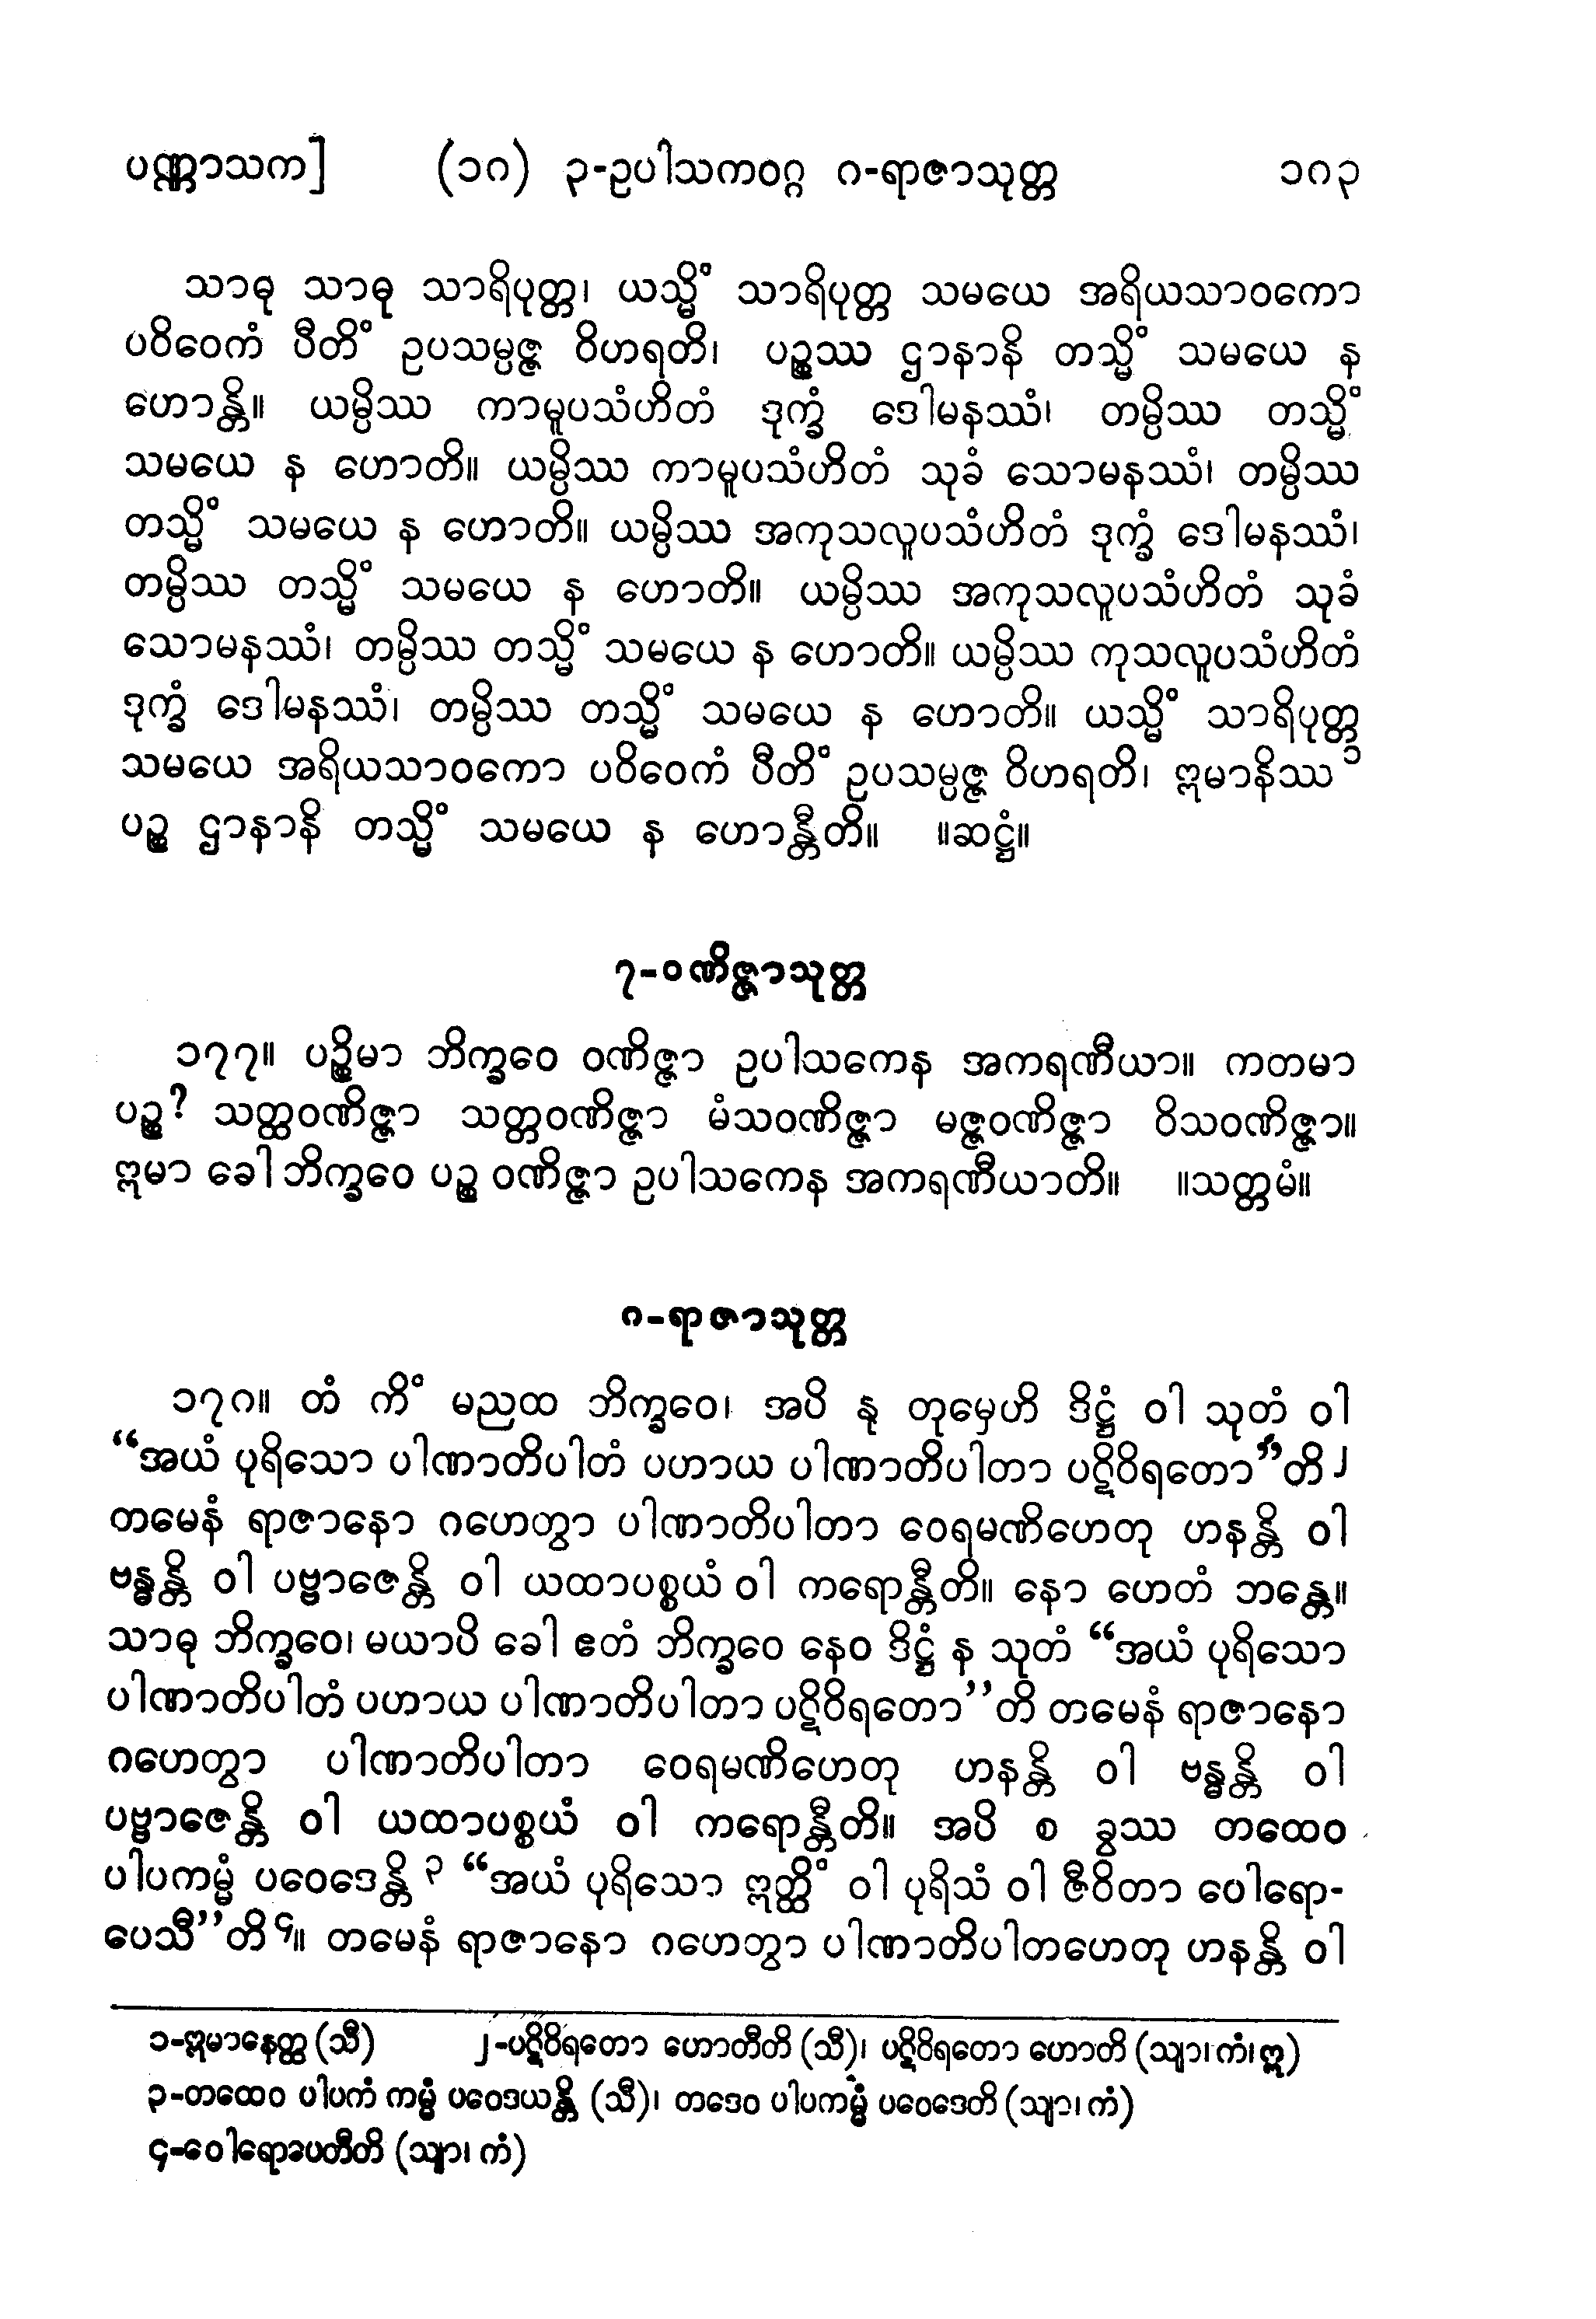 ပဏ္ဏာသက] (၁၈) ၃-ဥပါသကဝဂ္ဂ ၈-ရာဇာသုတ္တ ၁၈၃
သာဓု သာဓု သာရိပုတ္တ၊ ယသ္မိံ သာရိပုတ္တ သမယေ အရိယသာဝကော
ပဝိဝေကံ ပီတိံ ဥပသမ္ပဇ္ဇ ဝိဟရတိ၊ ပဉ္စဿ ဌာနာနိ တသ္မိံ သမယေ န
ဟောန္တိ။ ယမ္ပိဿ ကာမူပသံဟိတံ ဒုက္ခံ ဒေါမနဿံ၊ တမ္ပိဿ တသ္မိံ
သမယေ န ဟောတိ။ ယမ္ပိဿ ကာမူပသံဟိတံ သုခံ သောမနဿံ၊ တမ္ပိဿ
တသ္မိံ သမယေ န ဟောတိ။ ယမ္ပိဿ အကုသလူပသံဟိတံ ဒုက္ခံ ဒေါမနဿံ၊
တမ္ပိဿ တသ္မိံ သမယေ န ဟောတိ။ ယမ္ပိဿ အကုသလူပသံဟိတံ သုခံ
သောမနဿံ၊ တမ္ပိဿ တသ္မိံ သမယေ န ဟောတိ။ ယမ္ပိဿ ကုသလူပသံဟိတံ
ဒုက္ခံ ဒေါမနဿံ၊ တမ္ပိဿ တသ္မိံ သမယေ န ဟောတိ။ ယသ္မိံ သာရိပုတ္တ
သမယေ အရိယသာဝကော ပဝိဝေကံ ပီတိံ ဥပသမ္ပဇ္ဇ ဝိဟရတိ၊ ဣမာနိဿ ၁
ပဉ္စ ဌာနာနိ တသ္မိံ သမယေ န ဟောန္တီတိ။ ။ဆဋ္ဌံ။
၇-ဝဏိဇ္ဇာသုတ္တ
၁၇၇။ ပဉ္စိမာ ဘိက္ခဝေ ဝဏိဇ္ဇာ ဥပါသကေန အကရဏီယာ။ ကတမာ
ပဉ္စ? သတ္ထဝဏိဇ္ဇာ သတ္တဝဏိဇ္ဇာ မံသဝဏိဇ္ဇာ မဇ္ဇဝဏိဇ္ဇာ ဝိသဝဏိဇ္ဇာ။
ဣမာ ခေါ ဘိက္ခဝေ ပဉ္စ ဝဏိဇ္ဇာ ဥပါသကေန အကရဏီယာတိ။ ။သတ္တမံ။
၈-ရာဇာသုတ္တ
၁၇၈။ တံ ကိံ မညထ ဘိက္ခဝေ၊ အပိ နု တုမှေဟိ ဒိဋ္ဌံ ဝါ သုတံ ဝါ
“အယံ ပုရိသော ပါဏာတိပါတံ ပဟာယ ပါဏာတိပါတာ ပဋိဝိရတော”တိ ၂
တမေနံ ရာဇာနော ဂဟေတွာ ပါဏာတိပါတာ ဝေရမဏိဟေတု ဟနန္တိ ဝါ
ဗန္ဓန္တိ ဝါ ပဗ္ဗာဇေန္တိ ဝါ ယထာပစ္စယံ ဝါ ကရောန္တီတိ။ နော ဟေတံ ဘန္တေ။
သာဓု ဘိက္ခဝေ၊ မယာပိ ခေါ ဧတံ ဘိက္ခဝေ နေဝ ဒိဋ္ဌံ န သုတံ “အယံ ပုရိသော
ပါဏာတိပါတံ ပဟာယ ပါဏာတိပါတာ ပဋိဝိရတော’’တိ တမေနံ ရာဇာနော
ဂဟေတွာ ပါဏာတိပါတာ ဝေရမဏိဟေတု ဟနန္တိ ဝါ ဗန္ဓန္တိ ဝါ
ပဗ္ဗာဇေန္တိ ဝါ ယထာပစ္စယံ ဝါ ကရောန္တီတိ။ အပိ စ ခွဿ တထေဝ
ပါပကမ္မံ ပဝေဒေန္တိ ၃ “အယံ ပုရိသော ဣတ္ထိံ ဝါ ပုရိသံ ဝါ ဇီဝိတာ ဝေါရော-
ပေသီ’’တိ ၄။ တမေနံ ရာဇာနော ဂဟေတွာ ပါဏာတိပါတဟေတု ဟနန္တိ ဝါ
၁-ဣမာနေတ္ထ (သီ) ၂-ပဋိဝိရတော ဟောတီတိ (သီ)၊ ပဋိဝိရတော ဟောတိ (သျာ၊ ကံ၊ ဣ)
၃-တထေဝ ပါပကံ ကမ္မံ ပဝေဒယန္တိ (သီ)၊ တဒေဝ ပါပကမ္မံ ပဝေဒေတိ (သျာ၊ ကံ)
၄-ဝေါရောပေတီတိ (သျာ၊ ကံ)